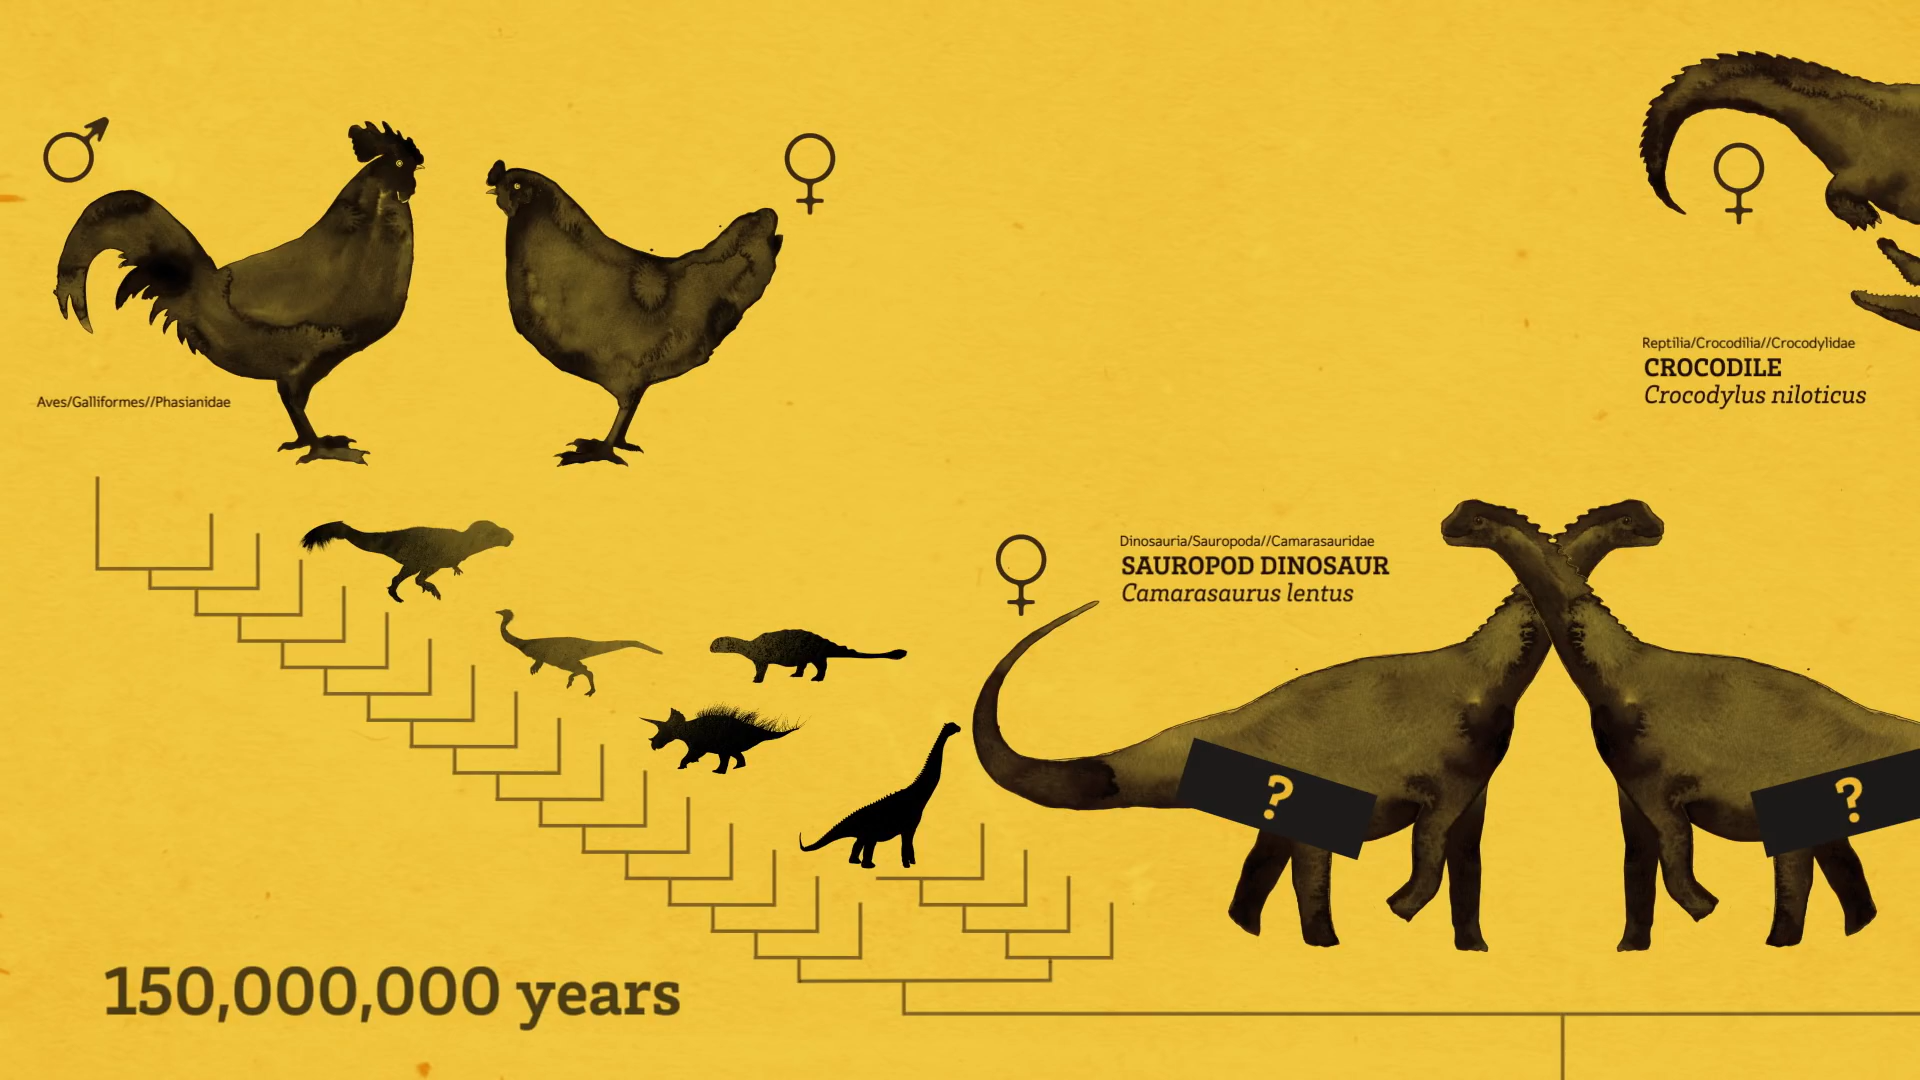 Aves/Galliformes//Phasianidae
Reptilia/Crocodilia//Crocodylidae
CROCODILE
Crocodylus niloticus
Dinosauria/Sauropoda//Camarasauridae
SAUROPOD DINOSAUR
Camarasaurus lentus
?
?
150,000,000 years